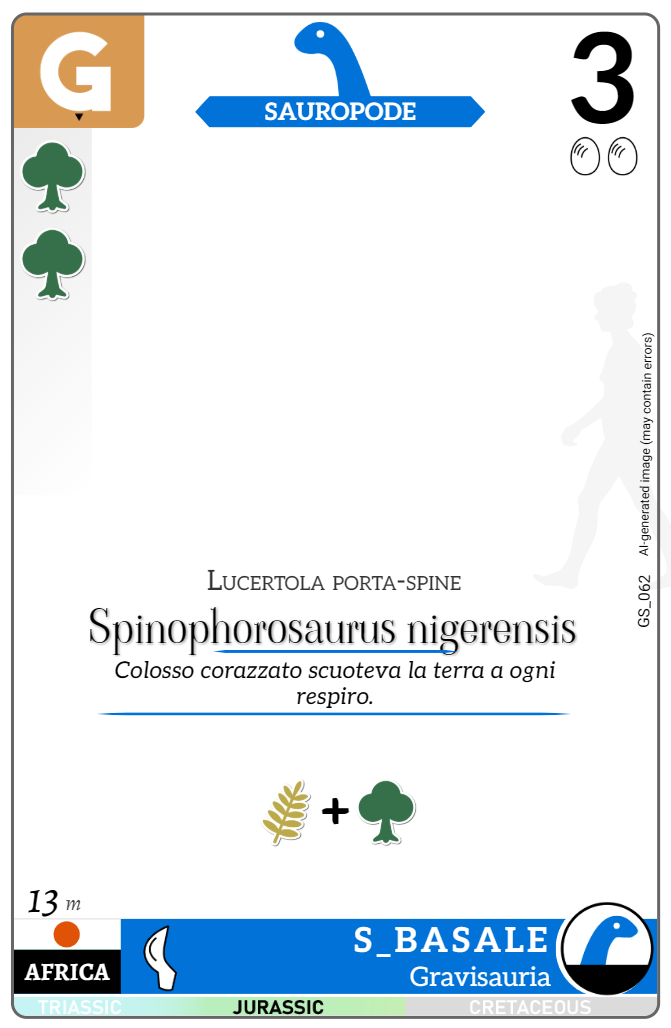 G
SAUROPODE
3
AI-generated image (may contain errors)
GS_062
Lucertola porta-spine
Spinophorosaurus nigerensis
Colosso corazzato scuoteva la terra a ogni
respiro.
+
13 m
AFRICA
S_BASALE
Gravisauria
TRIASSIC
JURASSIC
CRETACEOUS